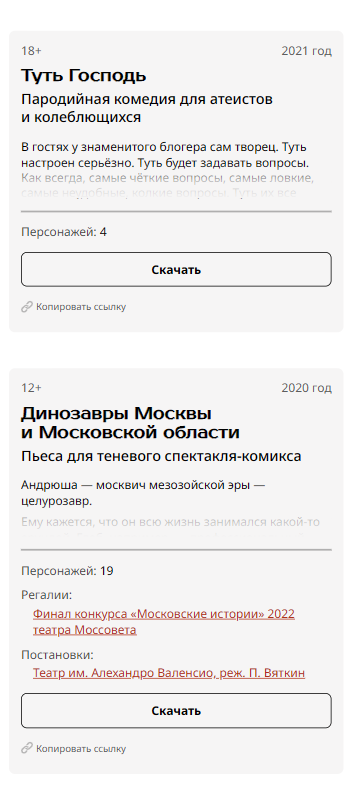 18+ 2021 год
Туть Господь
Пародийная комедия для атеистов
и колеблющихся
В гостях у знаменитого блогера сам творец. Туть
настроен серьёзно. Туть будет задавать вопросы.
Как всегда, самые чёткие вопросы, самые ловкие,
самые неудобные, колкие вопросы. Туть их все
Персонажей: 4
Скачать
Копировать ссылку
12+ 2020 год
Динозавры Москвы
и Московской области
Пьеса для теневого спектакля-комикса
Андрюша — москвич мезозойской эры —
целурозавр.
Ему кажется, что он всю жизнь занимался какой-то
Персонажей: 19
Регалии:
Финал конкурса «Московские истории» 2022
театра Моссовета
Постановки:
Театр им. Алехандро Валенсио, реж. П. Вяткин
Скачать
Копировать ссылку